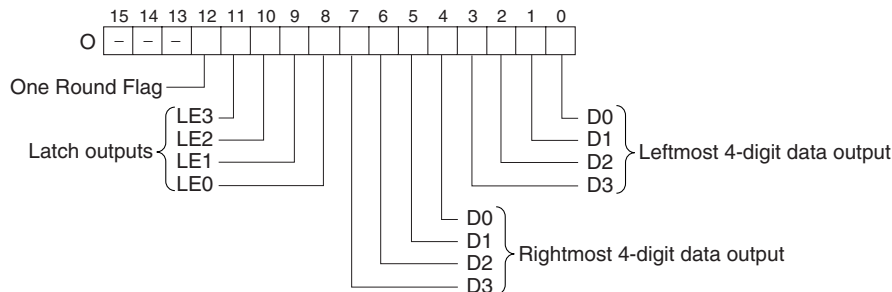 15 14 13 12 11 10 9 8 7 6 5 4 3 2 1 0
O – – –
One Round Flag
Latch outputs
LE3
LE2
LE1
LE0
D0
D1
D2
D3
Leftmost 4-digit data output
D0
D1
D2
D3
Rightmost 4-digit data output